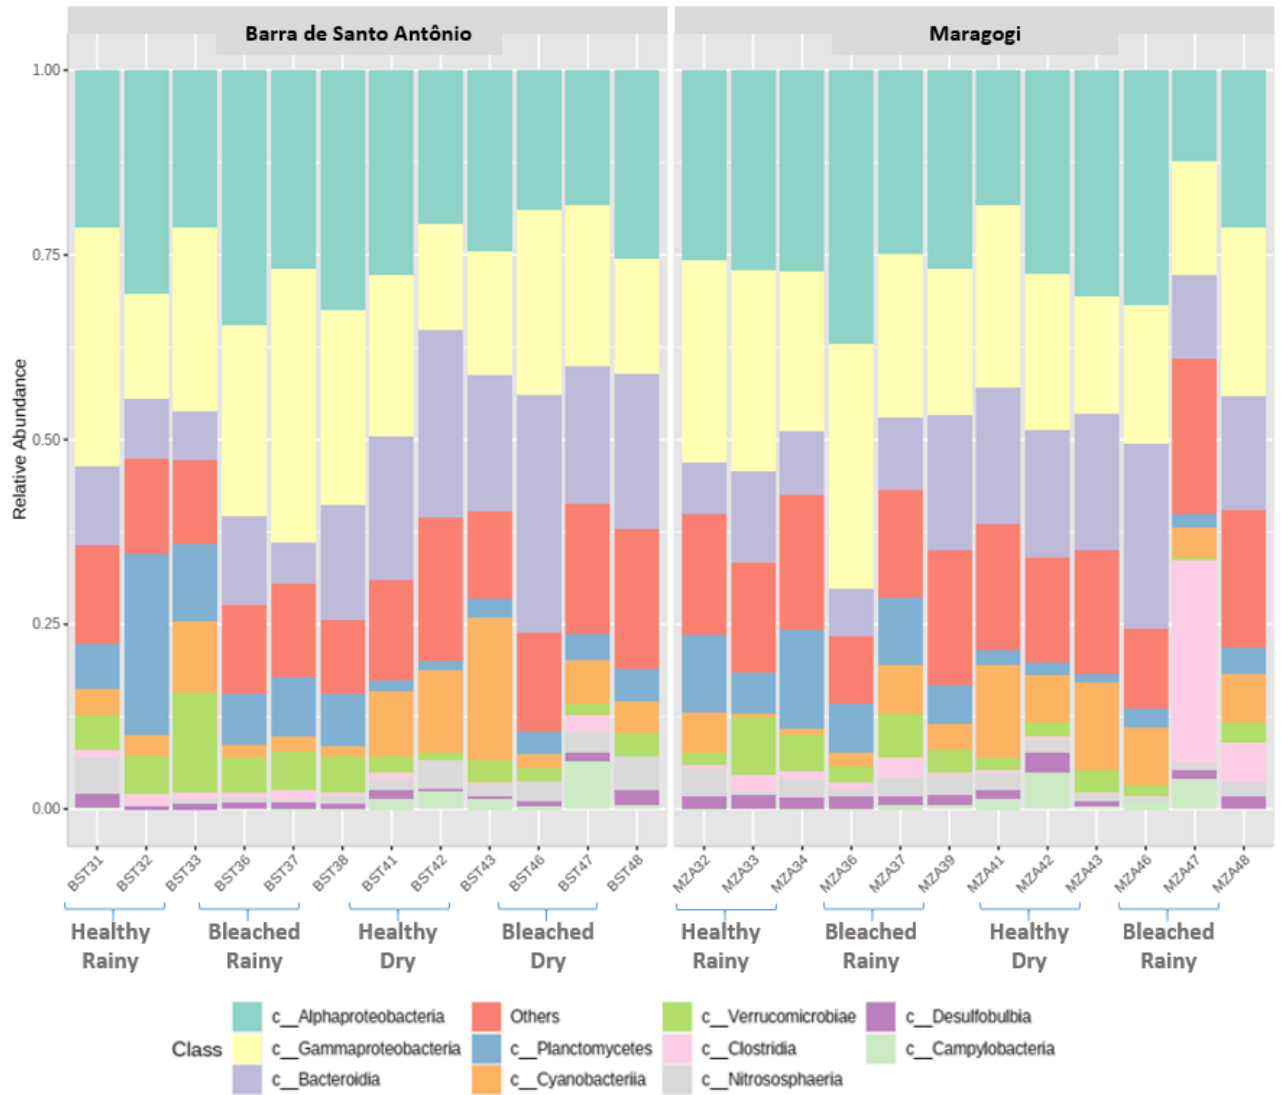 Barra de Santo Antônio
Maragogi
Relative Abundance
1.00
0.75
0.50
0.25
0.00
BST31 BST32 BST33 BST36 BST37 BST38 BST41 BST42 BST43 BST46 BST47 BST48
MZA32 MZA33 MZA34 MZA36 MZA37 MZA39 MZA41 MZA42 MZA43 MZA46 MZA47 MZA48
Healthy Bleached Healthy Bleached Healthy Bleached Healthy Bleached
Rainy Rainy Dry Dry Rainy Rainy Dry Rainy
Class
c__Alphaproteobacteria Others c__Verrucomicrobiae c__Desulfobulbia
c__Gammaproteobacteria c__Planctomycetes c__Clostridia c__Campylobacteria
c__Bacteroidia c__Cyanobacteriia c__Nitrososphaeria